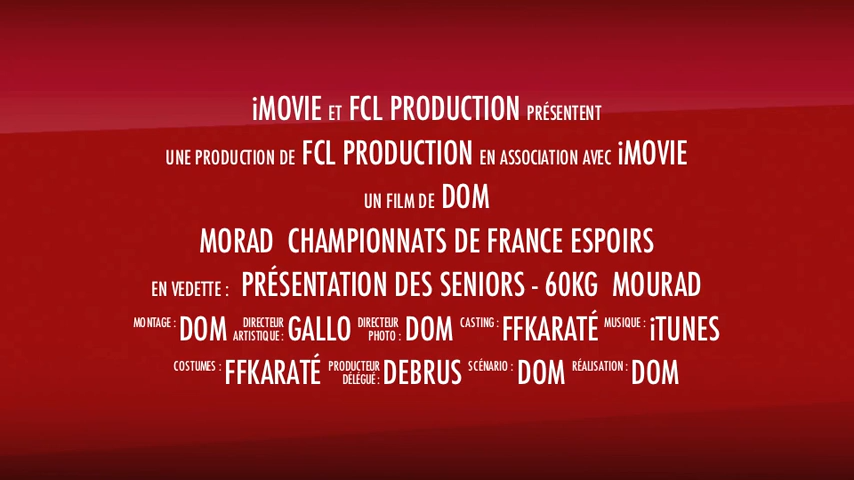 iMOVIE ET FCL PRODUCTION PRÉSENTENT
UNE PRODUCTION DE FCL PRODUCTION EN ASSOCIATION AVEC iMOVIE
UN FILM DE DOM
MORAD CHAMPIONNATS DE FRANCE ESPOIRS
EN VEDETTE : PRÉSENTATION DES SENIORS - 60KG MOURAD
MONTAGE : DOM DIRECTEUR ARTISTIQUE : GALLO DIRECTEUR PHOTO : DOM CASTING : FFKARATÉ MUSIQUE : iTUNES
COSTUMES : FFKARATÉ PRODUCTEUR DÉLÉGUÉ : DEBRUS SCÉNARIO : DOM RÉALISATION : DOM